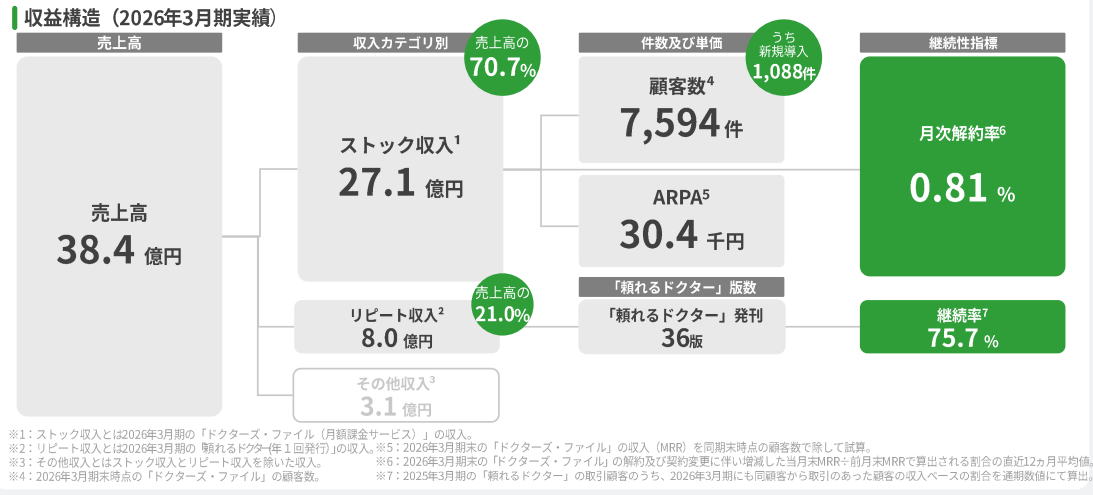 収益構造（2026年3月期実績）
売上高
収入カテゴリ別
売上高の
70.7%
件数及び単価
うち
新規導入
1,088件
継続性指標
売上高
38.4 億円
ストック収入1
27.1 億円
顧客数4
7,594 件
ARPA5
30.4 千円
月次解約率6
0.81 %
売上高の
21.0%
リピート収入2
8.0 億円
「頼れるドクター」版数
「頼れるドクター」発刊
36版
継続率7
75.7 %
その他収入3
3.1 億円
※1：ストック収入とは2026年3月期の「ドクターズ・ファイル（月額課金サービス）」の収入。
※2：リピート収入とは2026年3月期の「頼れるドクター(年１回発行)」の収入。
※3：その他収入とはストック収入とリピート収入を除いた収入。
※4：2026年3月期末時点の「ドクターズ・ファイル」の顧客数。
※5：2026年3月期末の「ドクターズ・ファイル」の収入（MRR）を同期末時点の顧客数で除して試算。
※6：2026年3月期末の「ドクターズ・ファイル」の解約及び契約変更に伴い増減した当月末MRR÷前月末MRRで算出される割合の直近12ヵ月平均値。
※7：2025年3月期の「頼れるドクター」の取引顧客のうち、2026年3月期にも同顧客から取引のあった顧客の収入ベースの割合を通期数値にて算出。